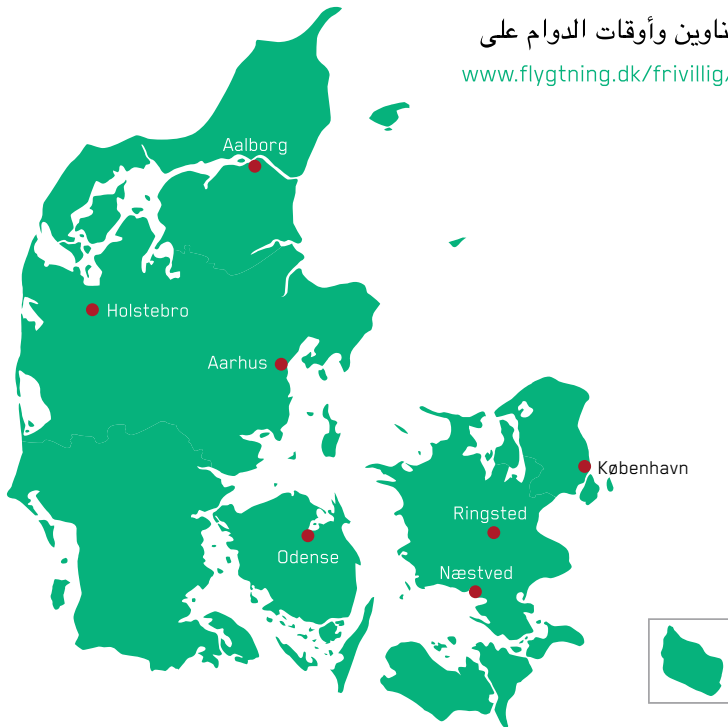 ناوين وأوقات الدوام على
www.flygtning.dk/frivillig/
Aalborg
Holstebro
Aarhus
København
Ringsted
Odense
Næstved